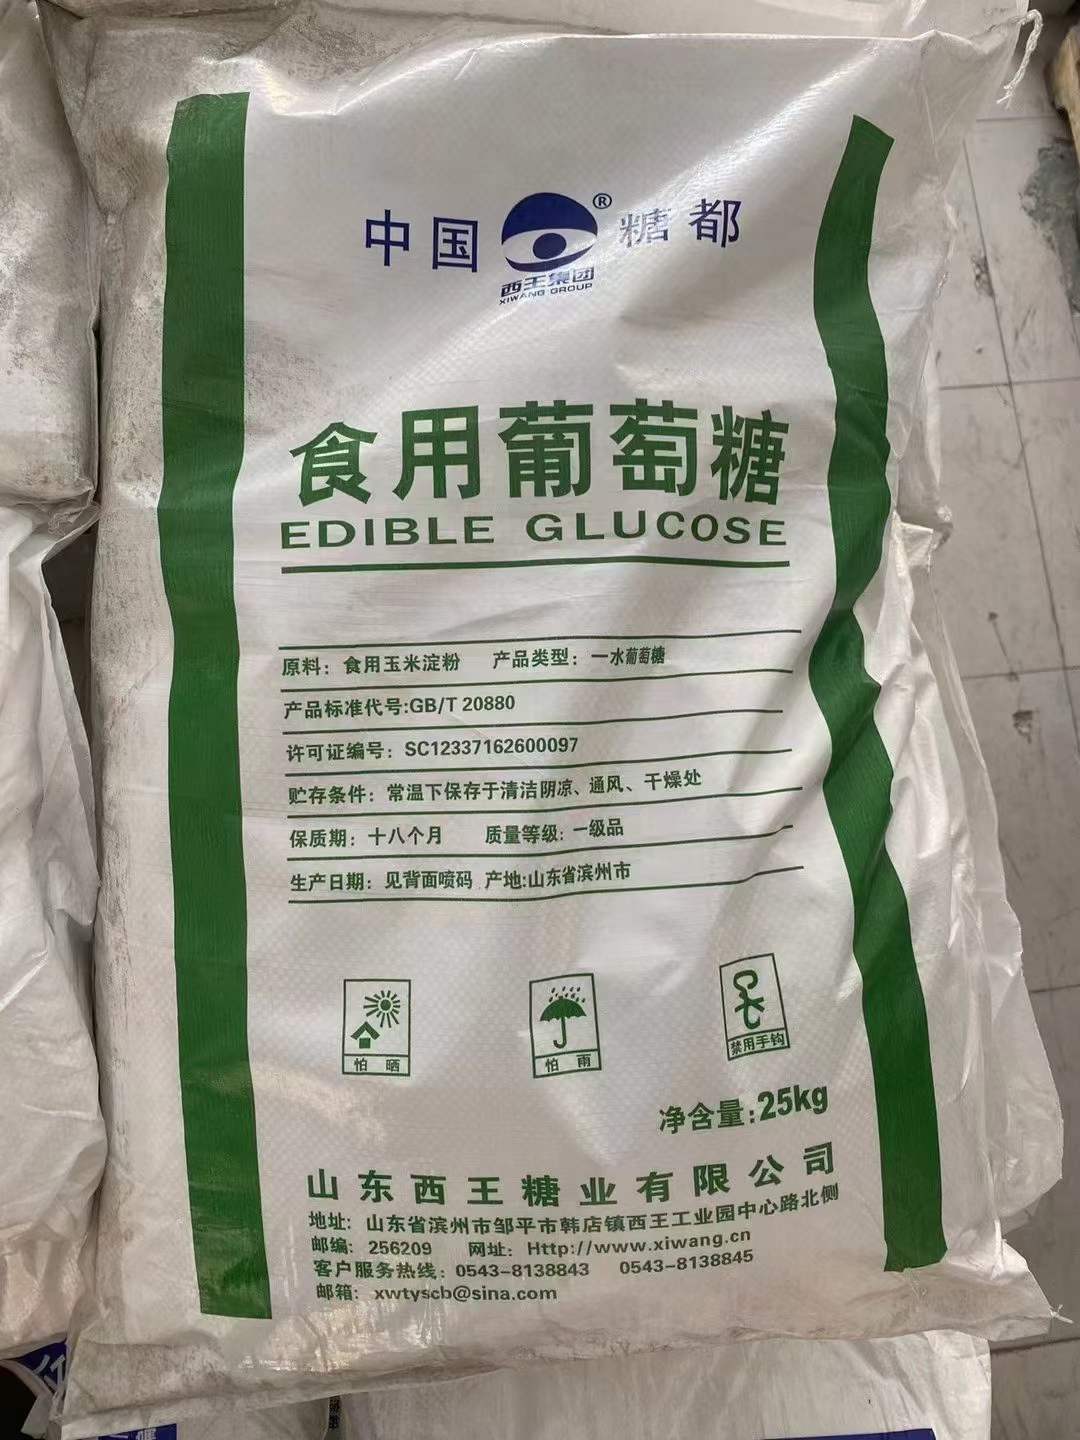 中国 ® 糖都
西王集团
XIWANG GROUP
食用葡萄糖
EDIBLE GLUCOSE
原料：食用玉米淀粉 产品类型：一水葡萄糖
产品标准代号:GB/T 20880
许可证编号：SC12337162600097
贮存条件：常温下保存于清洁阴凉、通风、干燥处
保质期：十八个月 质量等级：一级品
生产日期：见背面喷码 产地:山东省滨州市
怕晒 怕雨 禁用手钩
净含量:25kg
山东西王糖业有限公司
地址：山东省滨州市邹平市韩店镇西王工业园中心路北侧
邮编：256209 网址：Http://www.xiwang.cn
客户服务热线：0543-8138843 0543-8138845
邮箱：xwtyscb@sina.com